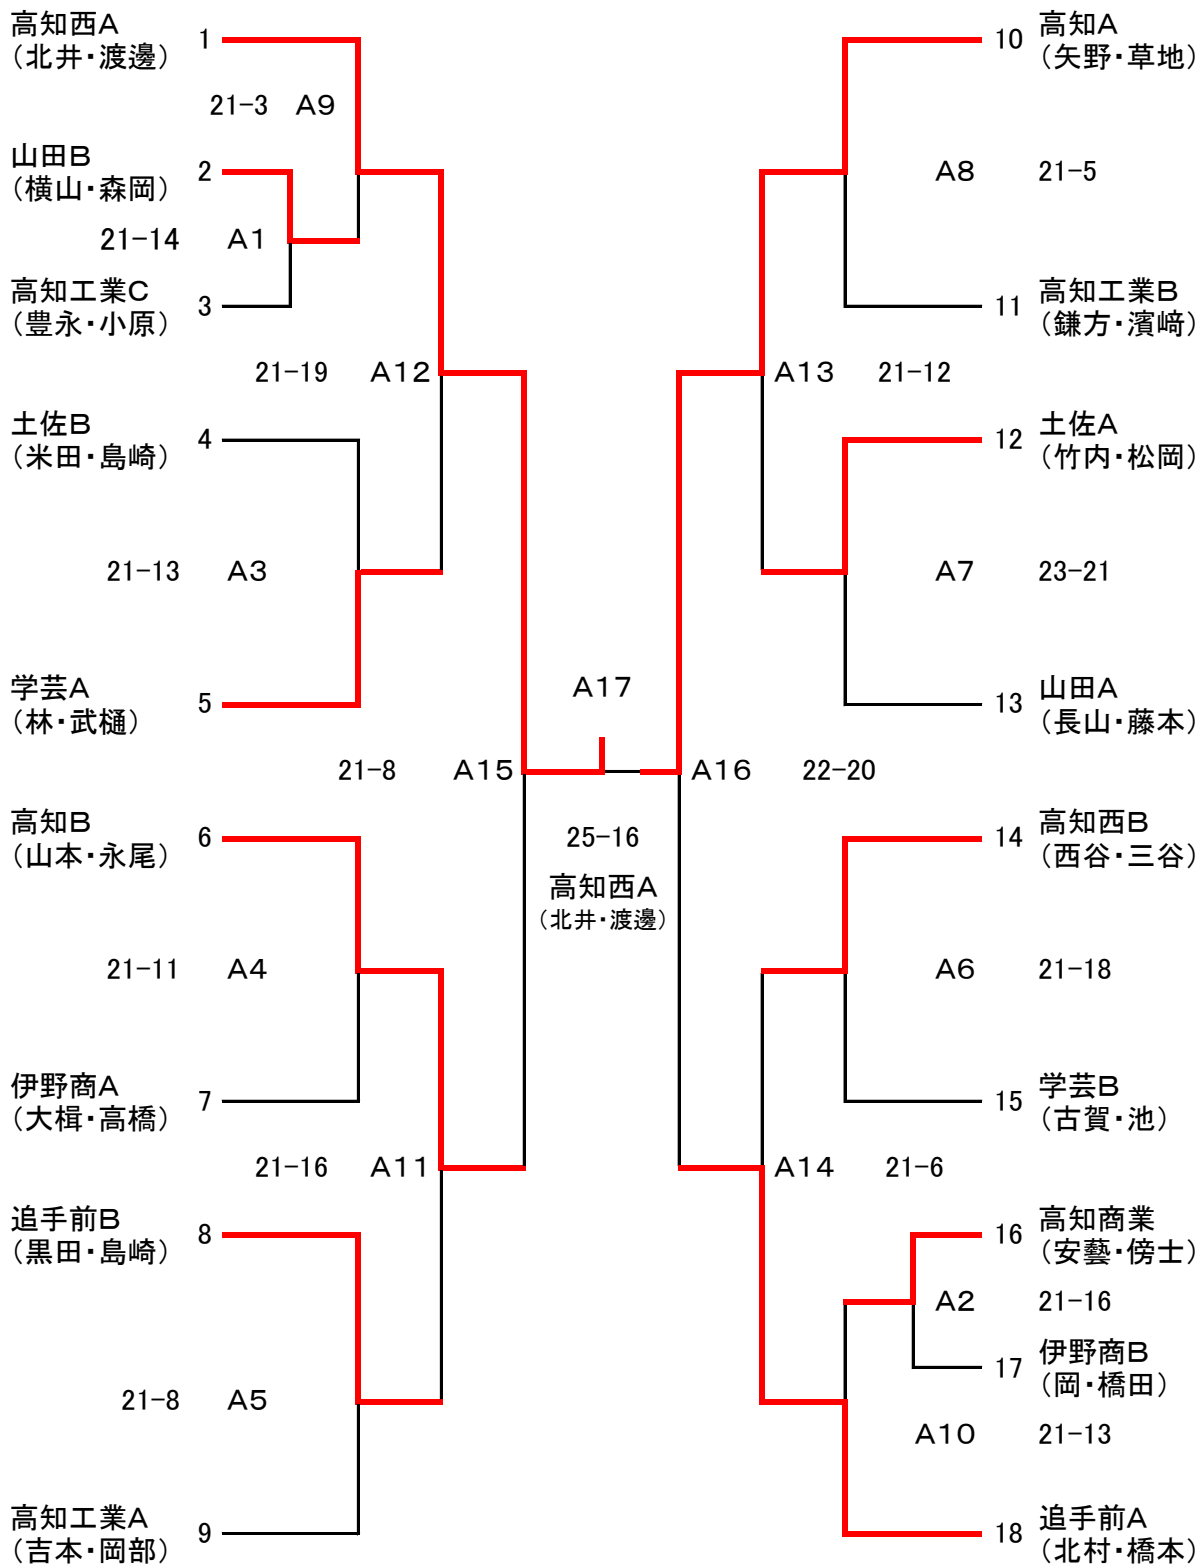 高知西A
(北井・渡邊)
1
21-3 A9
山田B
(横山・森岡)
2
21-14 A1
高知工業C
(豊永・小原)
3
21-19 A12
土佐B
(米田・島崎)
4
21-13 A3
学芸A
(林・武樋)
5
21-8 A15
高知B
(山本・永尾)
6
21-11 A4
伊野商A
(大楫・高橋)
7
21-16 A11
追手前B
(黒田・島崎)
8
21-8 A5
高知工業A
(吉本・岡部)
9
A17
25-16
高知西A
(北井・渡邊)
10
高知A
(矢野・草地)
A8 21-5
11
高知工業B
(鎌方・濱﨑)
A13 21-12
12
土佐A
(竹内・松岡)
A7 23-21
13
山田A
(長山・藤本)
A16 22-20
14
高知西B
(西谷・三谷)
A6 21-18
15
学芸B
(古賀・池)
A14 21-6
16
高知商業
(安藝・傍士)
A2 21-16
17
伊野商B
(岡・橋田)
A10 21-13
18
追手前A
(北村・橋本)